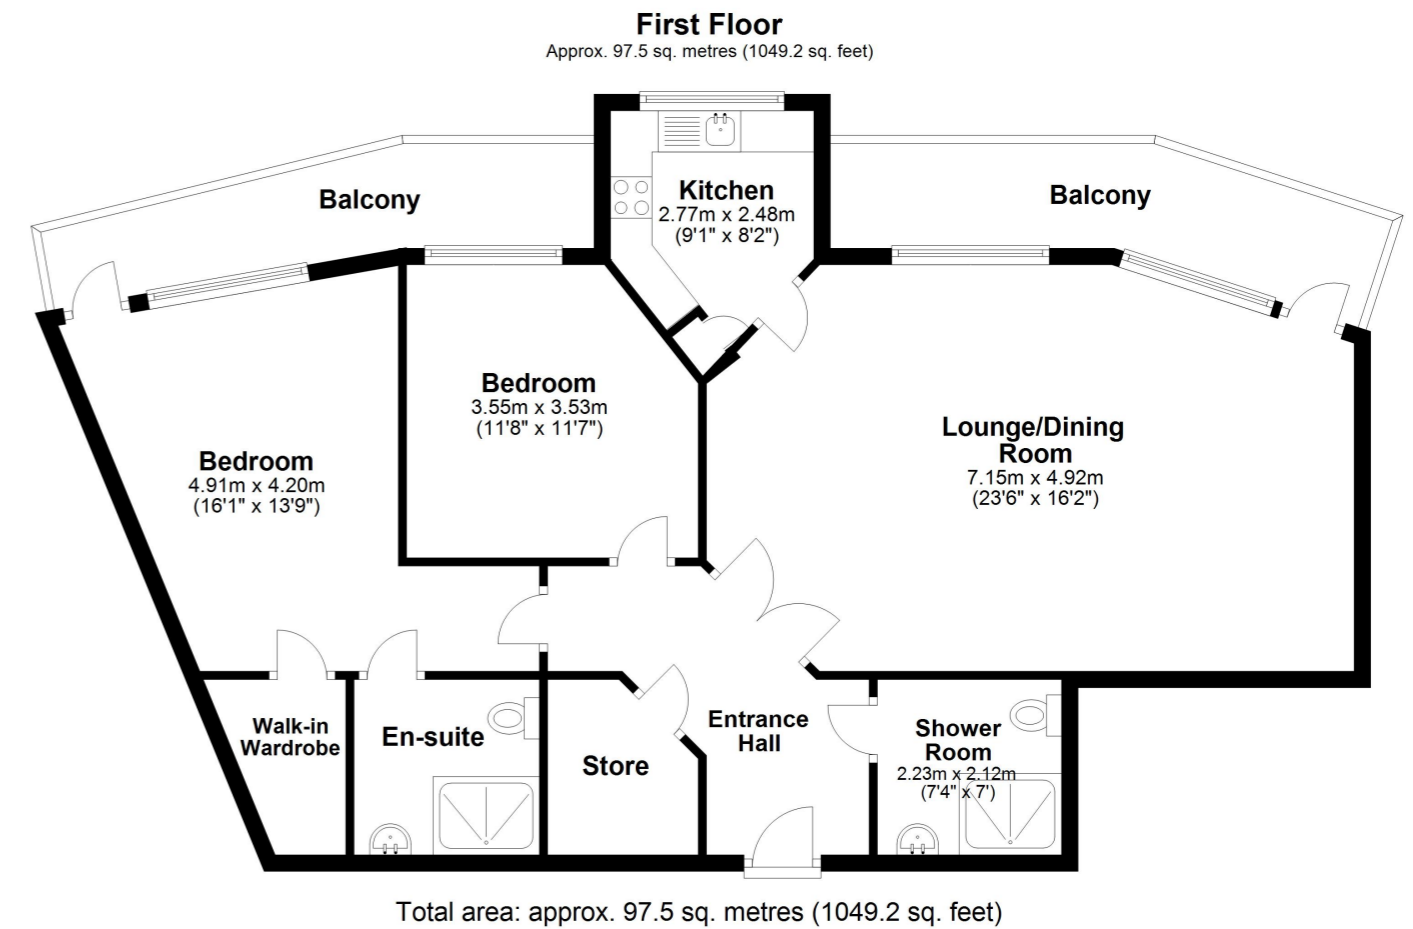 First Floor
Approx. 97.5 sq. metres (1049.2 sq. feet)
Balcony
Kitchen
2.77m x 2.48m
(9'1" x 8'2")
Balcony
Bedroom
3.55m x 3.53m
(11'8" x 11'7")
Lounge/Dining
Room
7.15m x 4.92m
(23'6" x 16'2")
Bedroom
4.91m x 4.20m
(16'1" x 13'9")
Walk-in
Wardrobe
En-suite
Store
Entrance
Hall
Shower
Room
2.23m x 2.12m
(7'4" x 7')
Total area: approx. 97.5 sq. metres (1049.2 sq. feet)